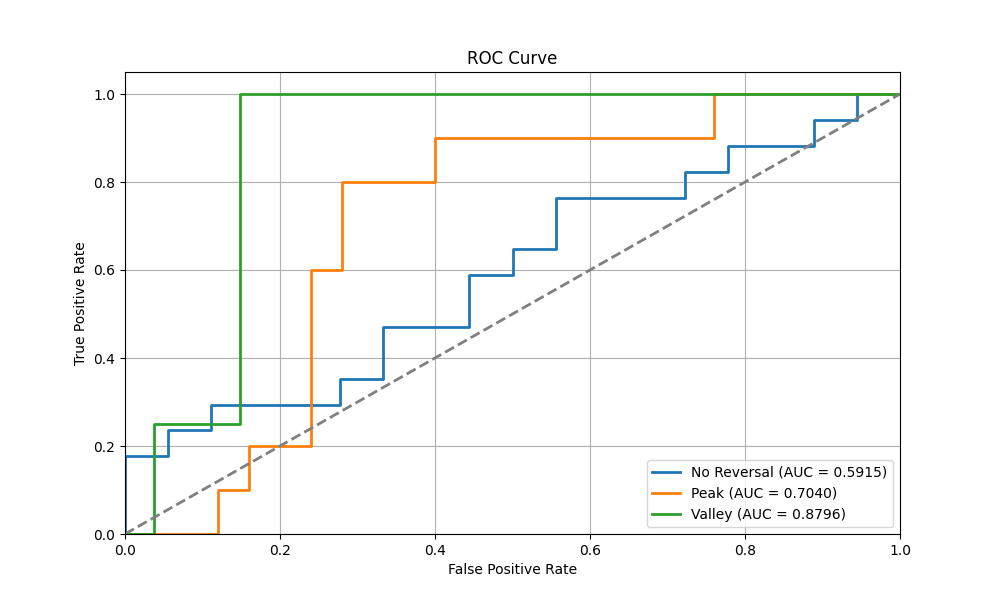 ROC Curve
1.0
0.8
0.6
0.4
0.2
0.0
True Positive Rate
0.0 0.2 0.4 0.6 0.8 1.0
False Positive Rate
No Reversal (AUC = 0.5915)
Peak (AUC = 0.7040)
Valley (AUC = 0.8796)